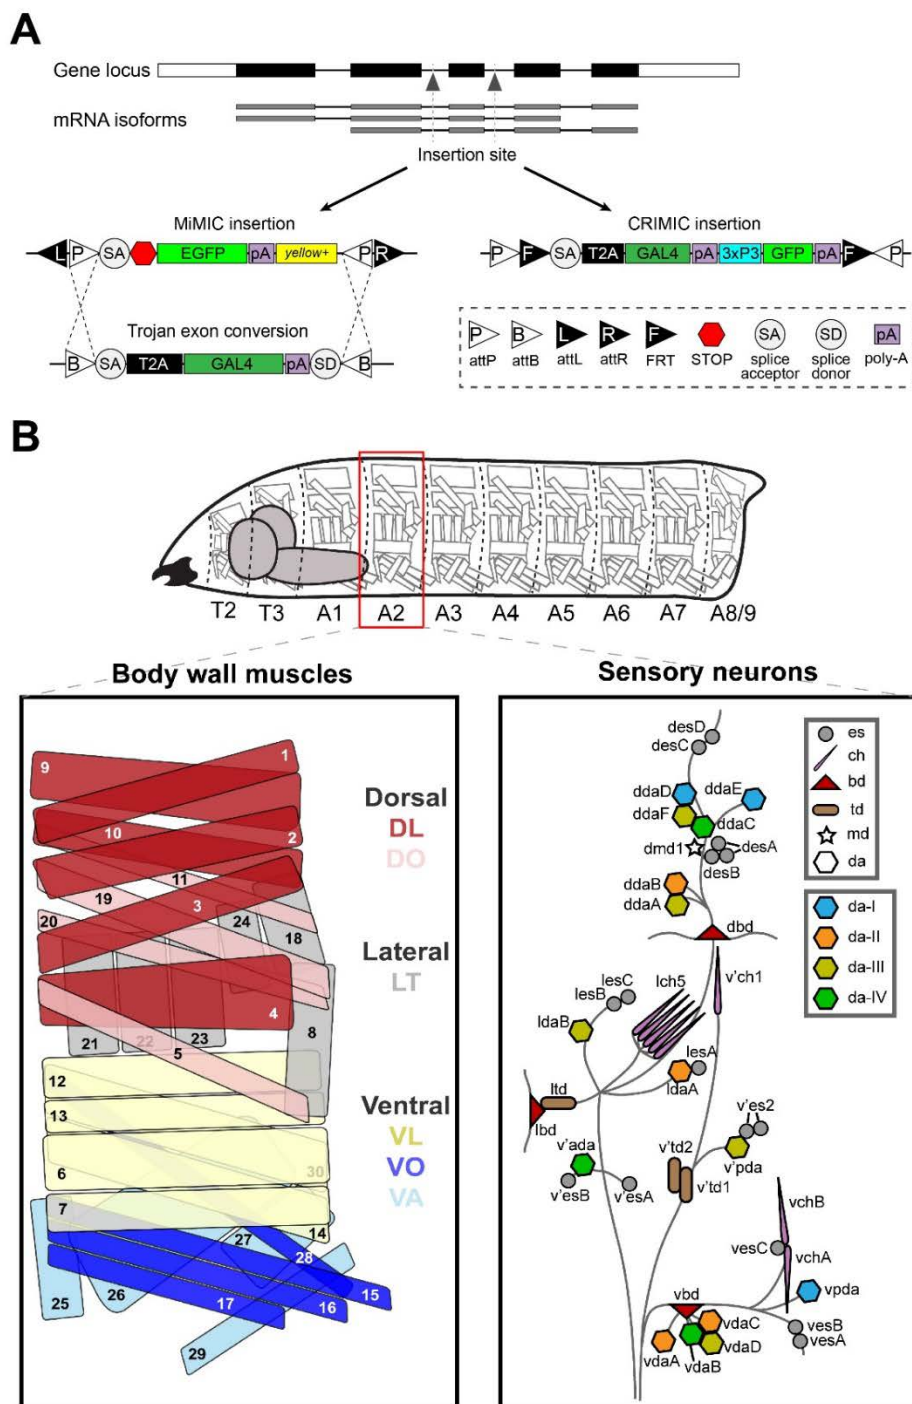 A
Gene locus
mRNA isoforms
Insertion site
MiMIC insertion
L P SA EGFP pA yellow+ P R
Trojan exon conversion
B SA T2A GAL4 pA SD B
CRIMIC insertion
P F SA T2A GAL4 pA 3xP3 GFP pA F P
P B L R F SA SD pA
attP attB attL attR FRT STOP splice acceptor splice donor poly-A
B
T2 T3 A1 A2 A3 A4 A5 A6 A7 A8/9
Body wall muscles
9
1
10
2
11
19
3
20
24
18
4
21
22
23
8
5
12
13
6
30
7
14
27
28
25
26
17
16
15
29
Dorsal
DL
DO
Lateral
LT
Ventral
VL
VO
VA
Sensory neurons
desD
desC
ddaD
ddaE
ddaF
ddaC
dmd1
desA
desB
ddaB
ddaA
dbd
lesC
lesB
lch5
v'ch1
ldaB
lesA
ldaA
ltd
lbd
v'es2
v'ada
v'td2
v'pda
v'esB
v'esA
v'td1
vchB
vesC
vchA
vbd
vpda
vdaC
vesB
vdaA
vdaD
vesA
vdaB
es
ch
bd
td
md
da
da-I
da-II
da-III
da-IV